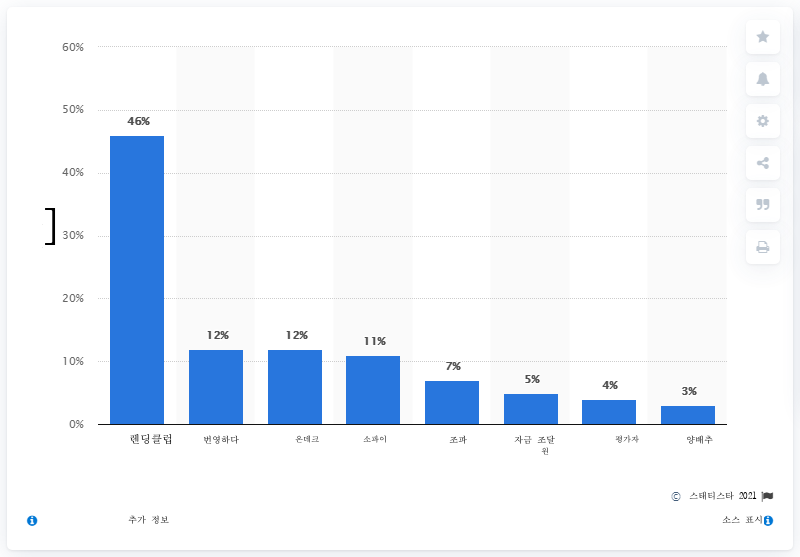 60%
50%
40%
30%
20%
10%
0%
]
46%
12%
12%
11%
7%
5%
4%
3%
렌딩클럽
번영하다
온데크
소파이
조파
자금 조달
원
평가자
양배추
© 스태티스타 2021
추가 정보
소스 표시